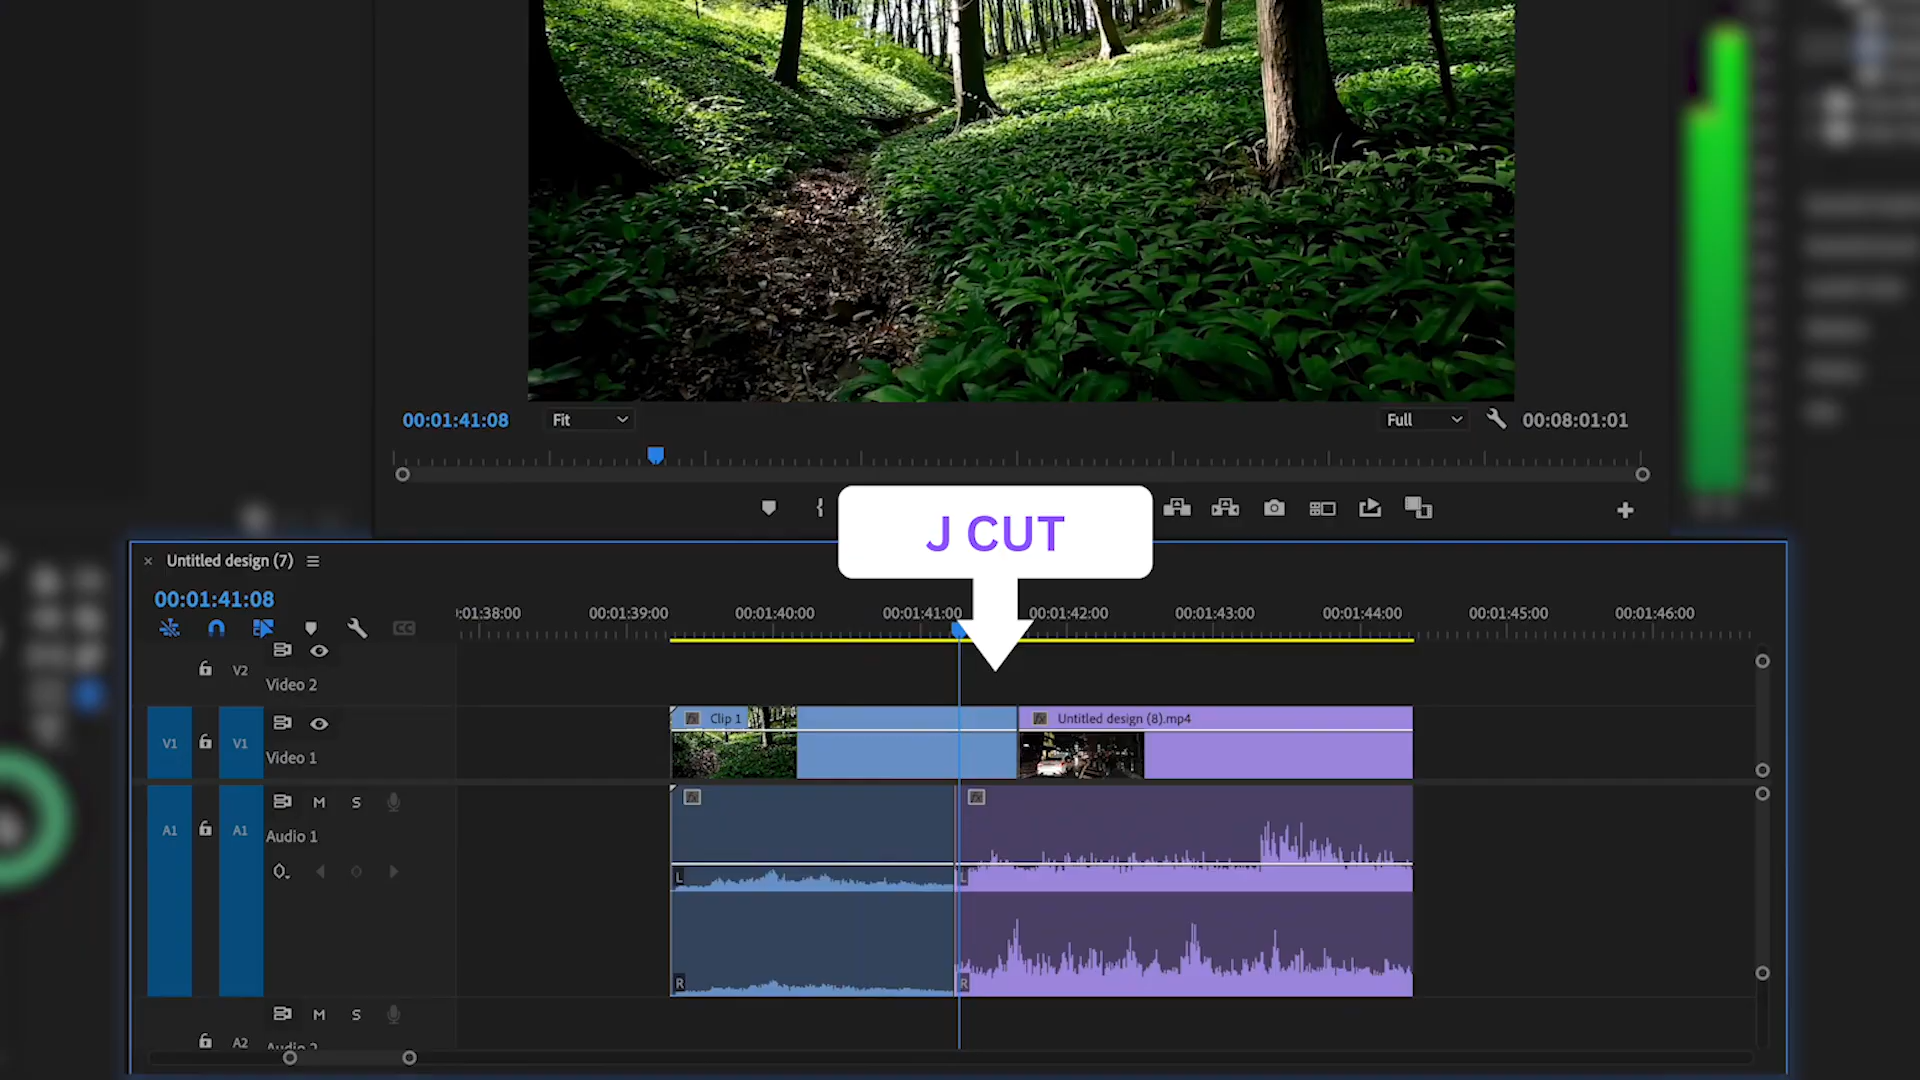 00:01:41:08 Fit Full 00:08:01:01
J CUT
Untitled design (7)
00:01:41:08
:01:38:00 00:01:39:00 00:01:40:00 00:01:41:00 00:01:42:00 00:01:43:00 00:01:44:00 00:01:45:00 00:01:46:00
V2
Video 2
Clip 1 Untitled design (8).mp4
V1 V1
Video 1
M S
A1 A1 Audio 1
L L
R R
M S
A2 Audio 2